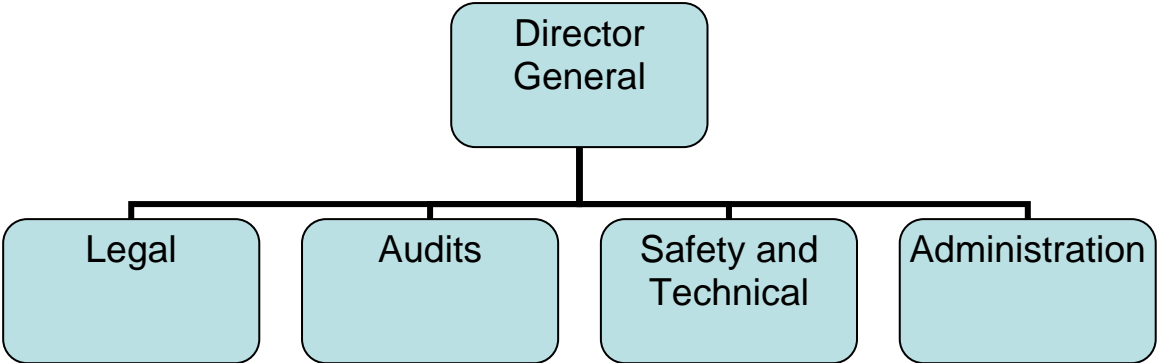 Director
General
Legal
Audits
Safety and
Technical
Administration